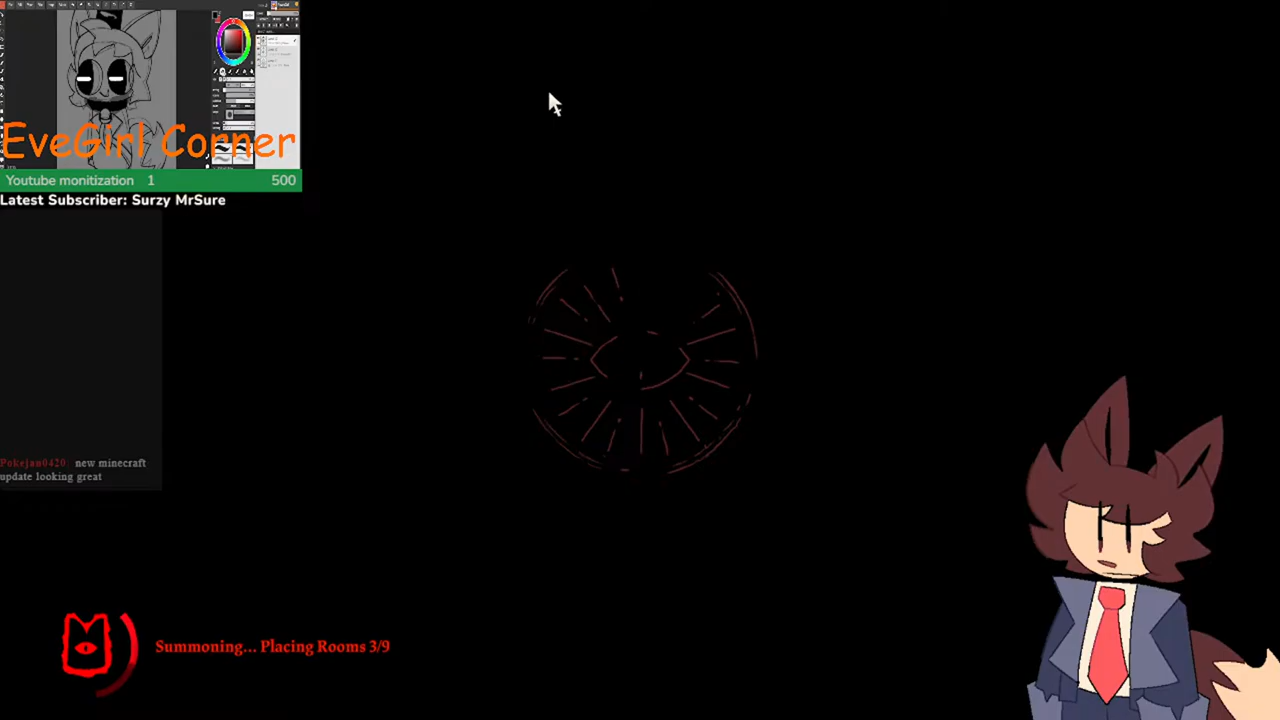 EveGirl Corner
Youtube monitization 1 500
Latest Subscriber: Surzy MrSure
Pokejan0420: new minecraft
update looking great
Summoning... Placing Rooms 3/9